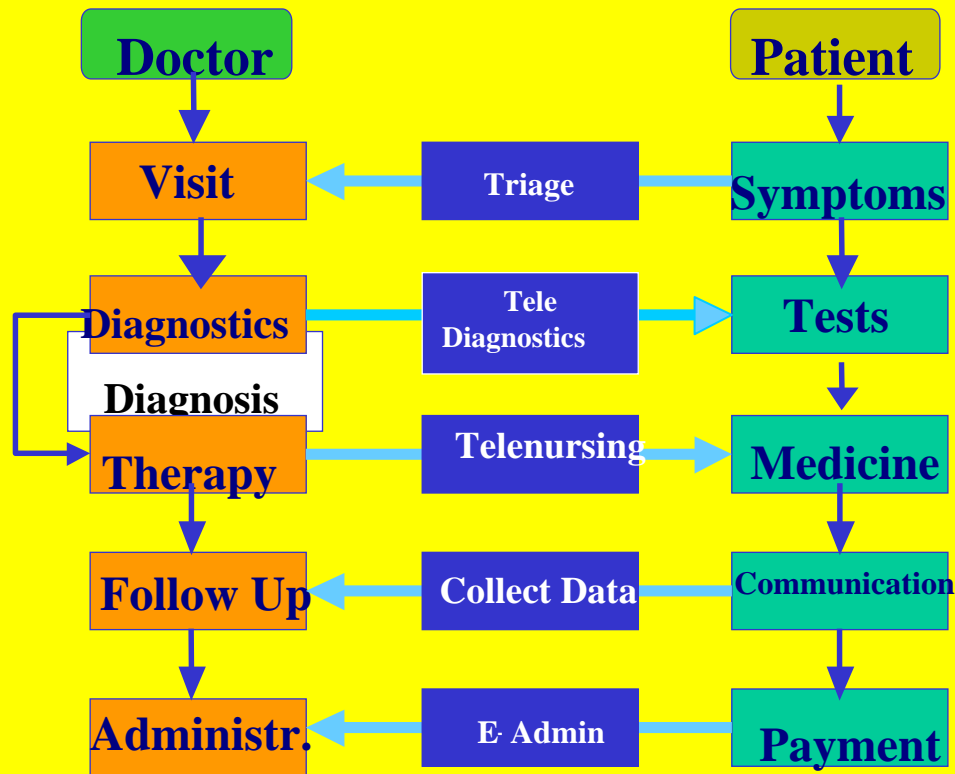 Doctor
Patient
Visit
Triage
Symptoms
Diagnostics
Tele
Diagnostics
Tests
Diagnosis
Therapy
Telenursing
Medicine
Follow Up
Collect Data
Communication
Administr.
E- Admin
Payment